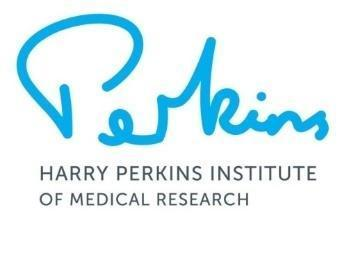 Perkins
HARRY PERKINS INSTITUTE
OF MEDICAL RESEARCH